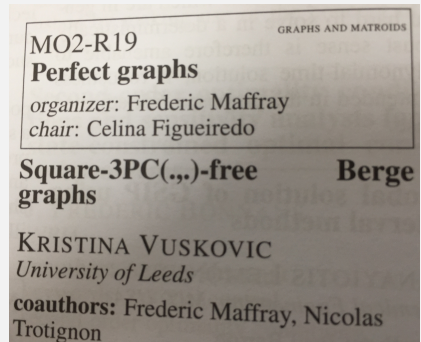 GRAPHS AND MATROIDS
MO2-R19
Perfect graphs
organizer: Frederic Maffray
chair: Celina Figueiredo
Square-3PC(.,.)-free Berge
graphs
KRISTINA VUSKOVIC
University of Leeds
coauthors: Frederic Maffray, Nicolas
Trotignon